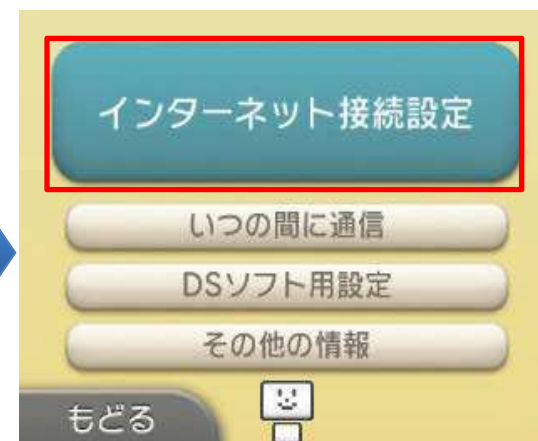 インターネット接続設定
いつの間に通信
DSソフト用設定
その他の情報
もどる